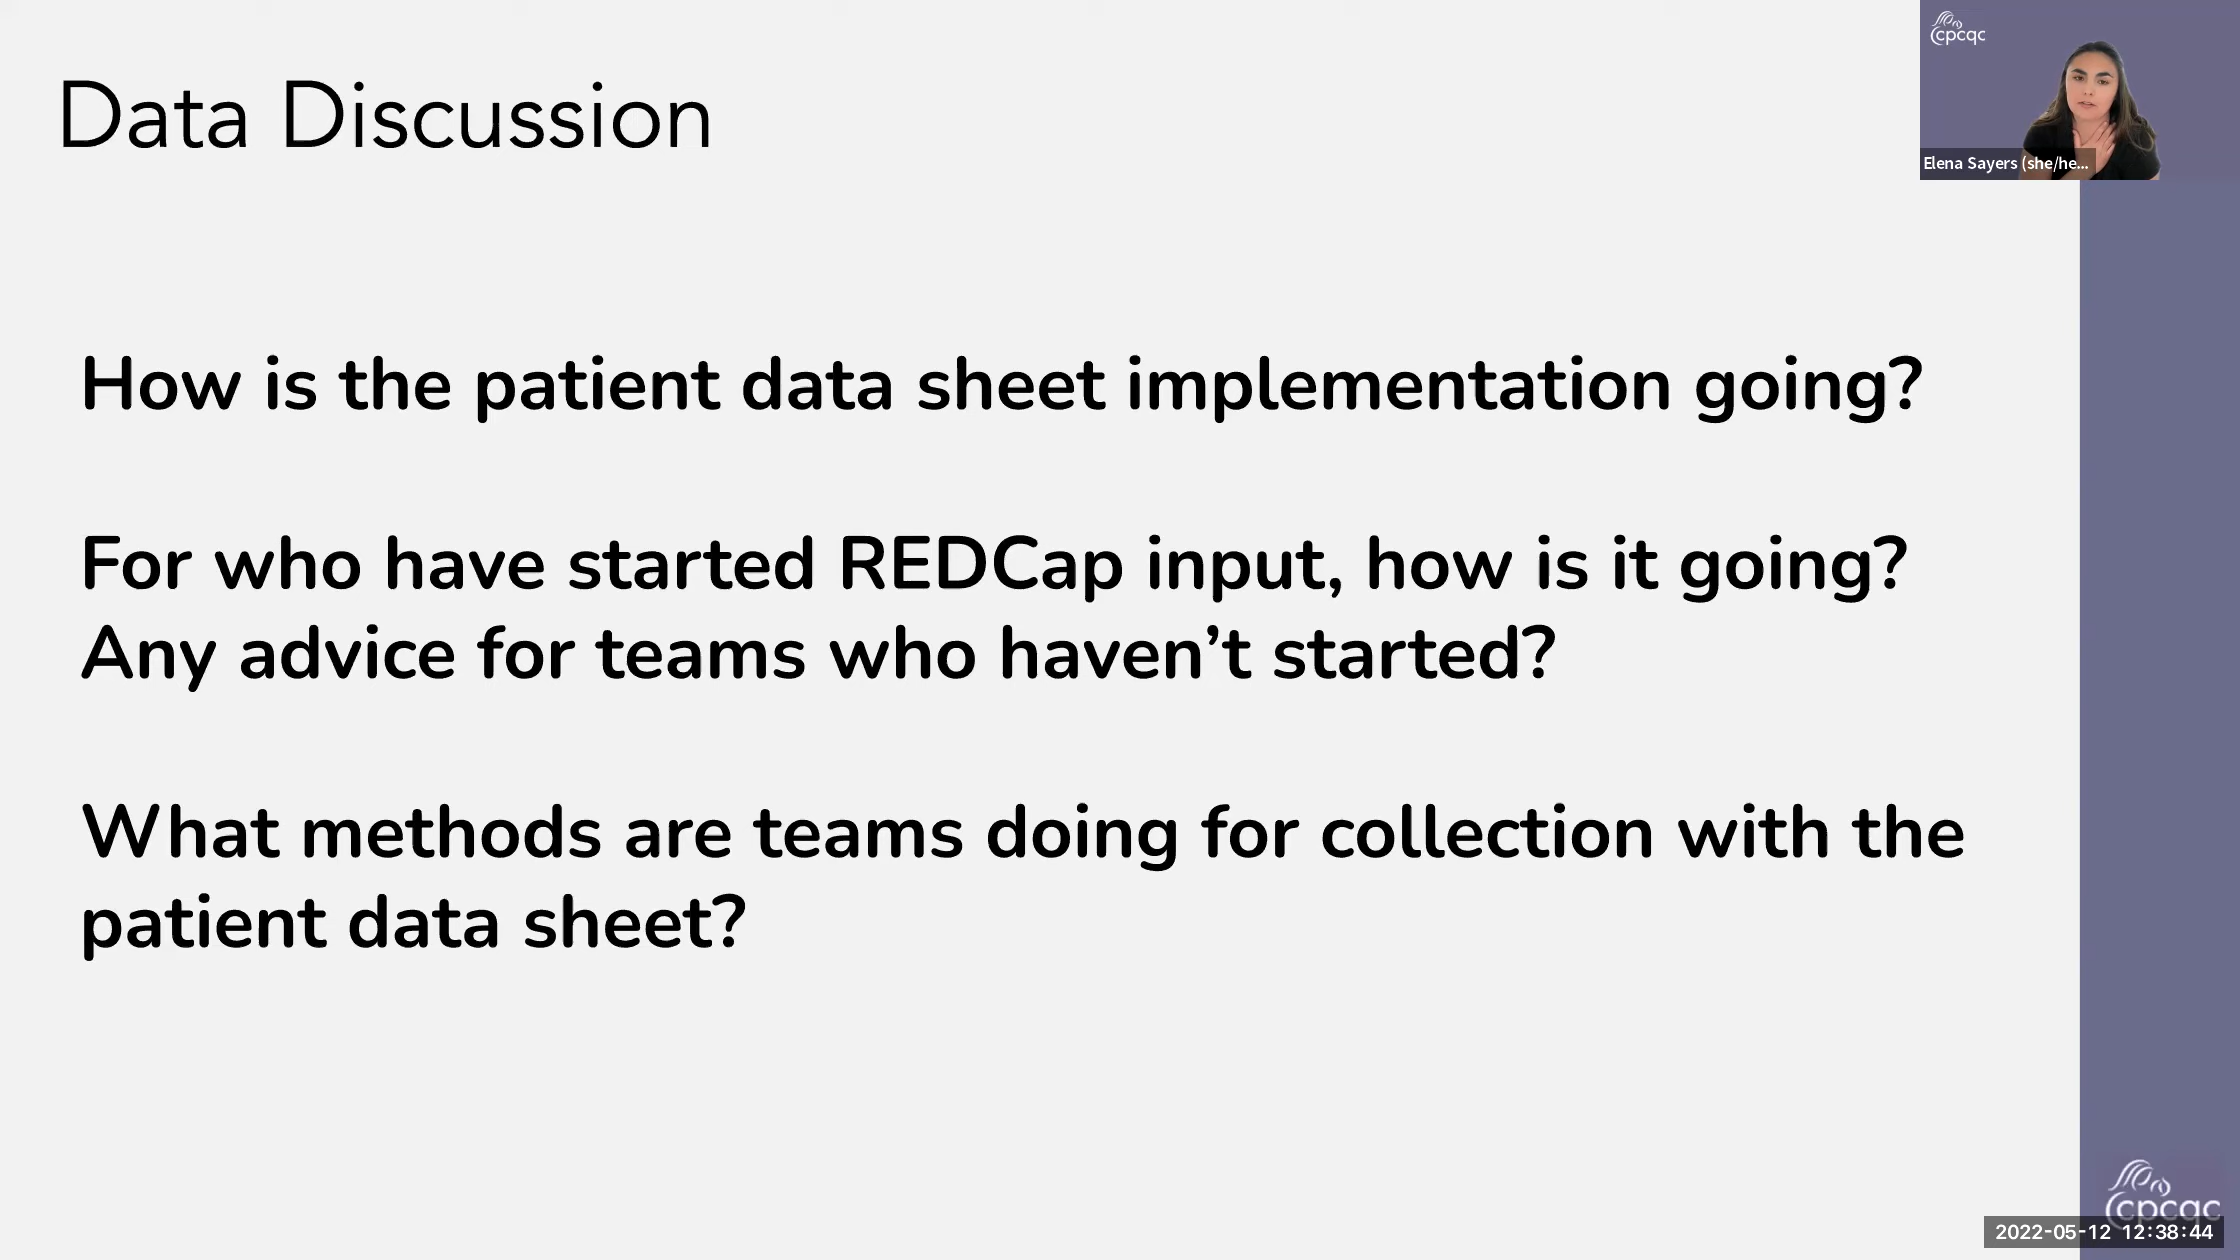 Data Discussion
cpcqc
Elena Sayers (she/he...
How is the patient data sheet implementation going?
For who have started REDCap input, how is it going?
Any advice for teams who haven’t started?
What methods are teams doing for collection with the
patient data sheet?
cpcqc
2022-05-12 12:38:44